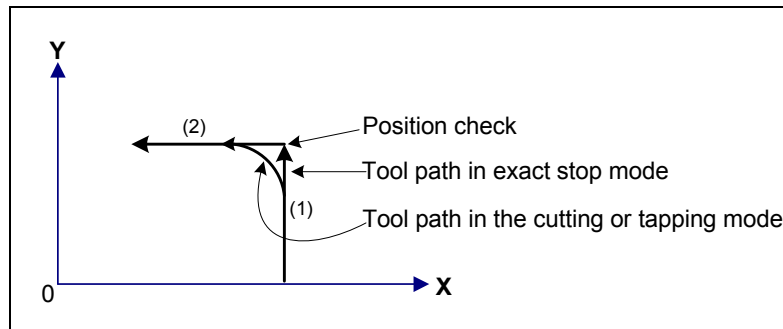 Y
(2)
Position check
Tool path in exact stop mode
(1)
Tool path in the cutting or tapping mode
0
X